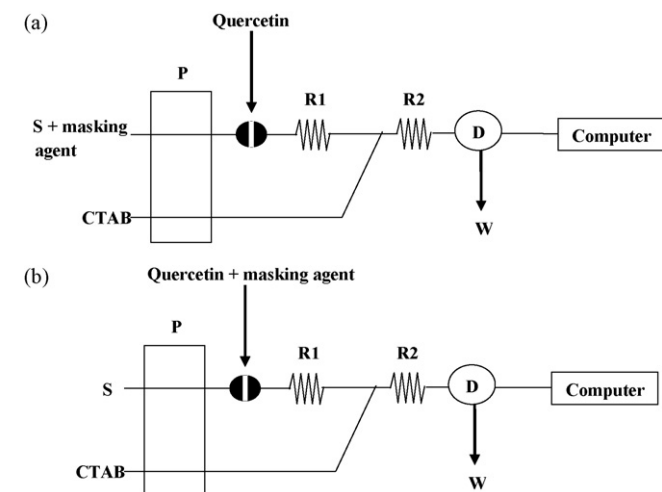 (a)
Quercetin
P
R1
R2
S + masking
agent
D
Computer
CTAB
W
(b)
Quercetin + masking agent
P
R1
R2
S
D
Computer
CTAB
W